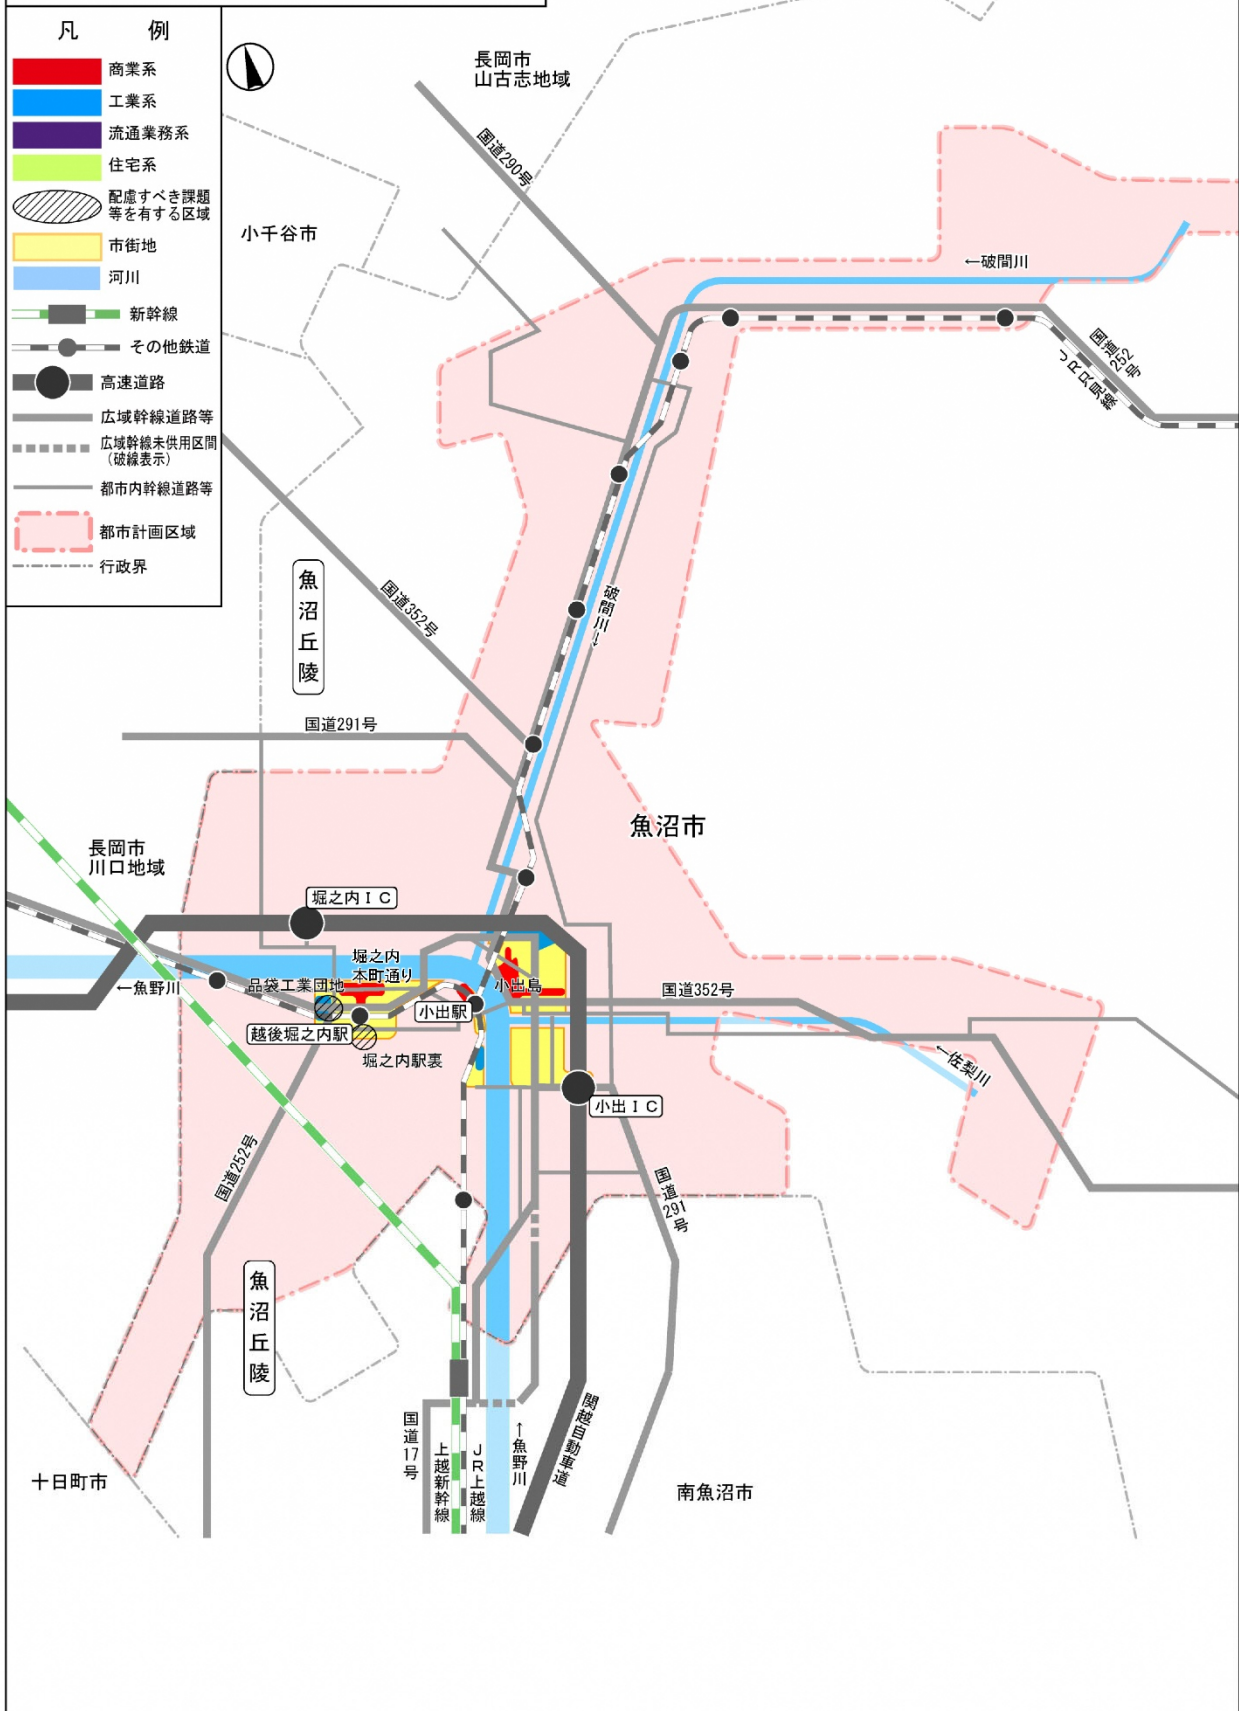 凡 例
商業系
工業系
流通業務系
住宅系
配慮すべき課題
等を有する区域
市街地
河川
新幹線
その他鉄道
高速道路
広域幹線道路等
広域幹線未供用区間
(破線表示)
都市内幹線道路等
都市計画区域
行政界
長岡市
山古志地域
国道290号
小千谷市
←破間川
国道252号
JR只見線
魚沼丘陵
国道352号
破間川→
国道291号
魚沼市
長岡市
川口地域
堀之内IC
堀之内
本町通り
←魚野川
品袋工業団地
小出島
国道352号
小出駅
越後堀之内駅
堀之内駅裏
←佐梨川
小出IC
国道252号
国道291号
魚沼丘陵
国道17号
上越新幹線
JR上越線
←魚野川
関越自動車道
十日町市
南魚沼市